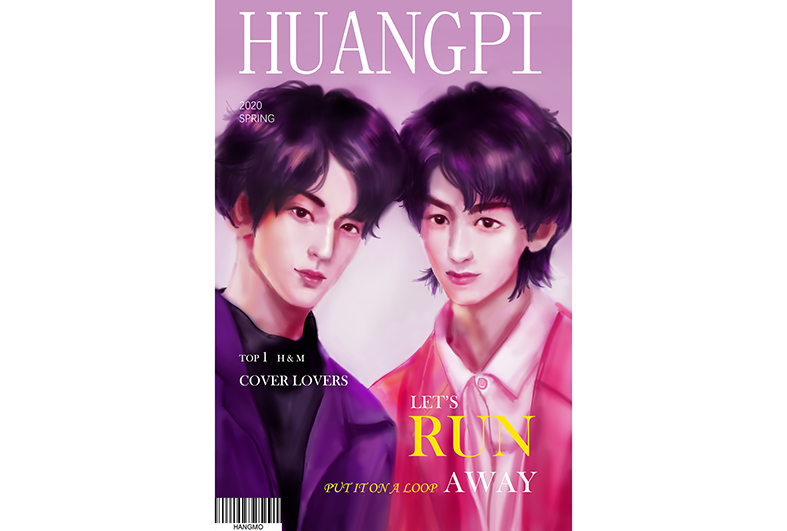 HUANGPI
2020
SPRING
TOP 1 H & M
COVER LOVERS
LET'S
RUN
PUT IT ON A LOOP AWAY
HANGMO